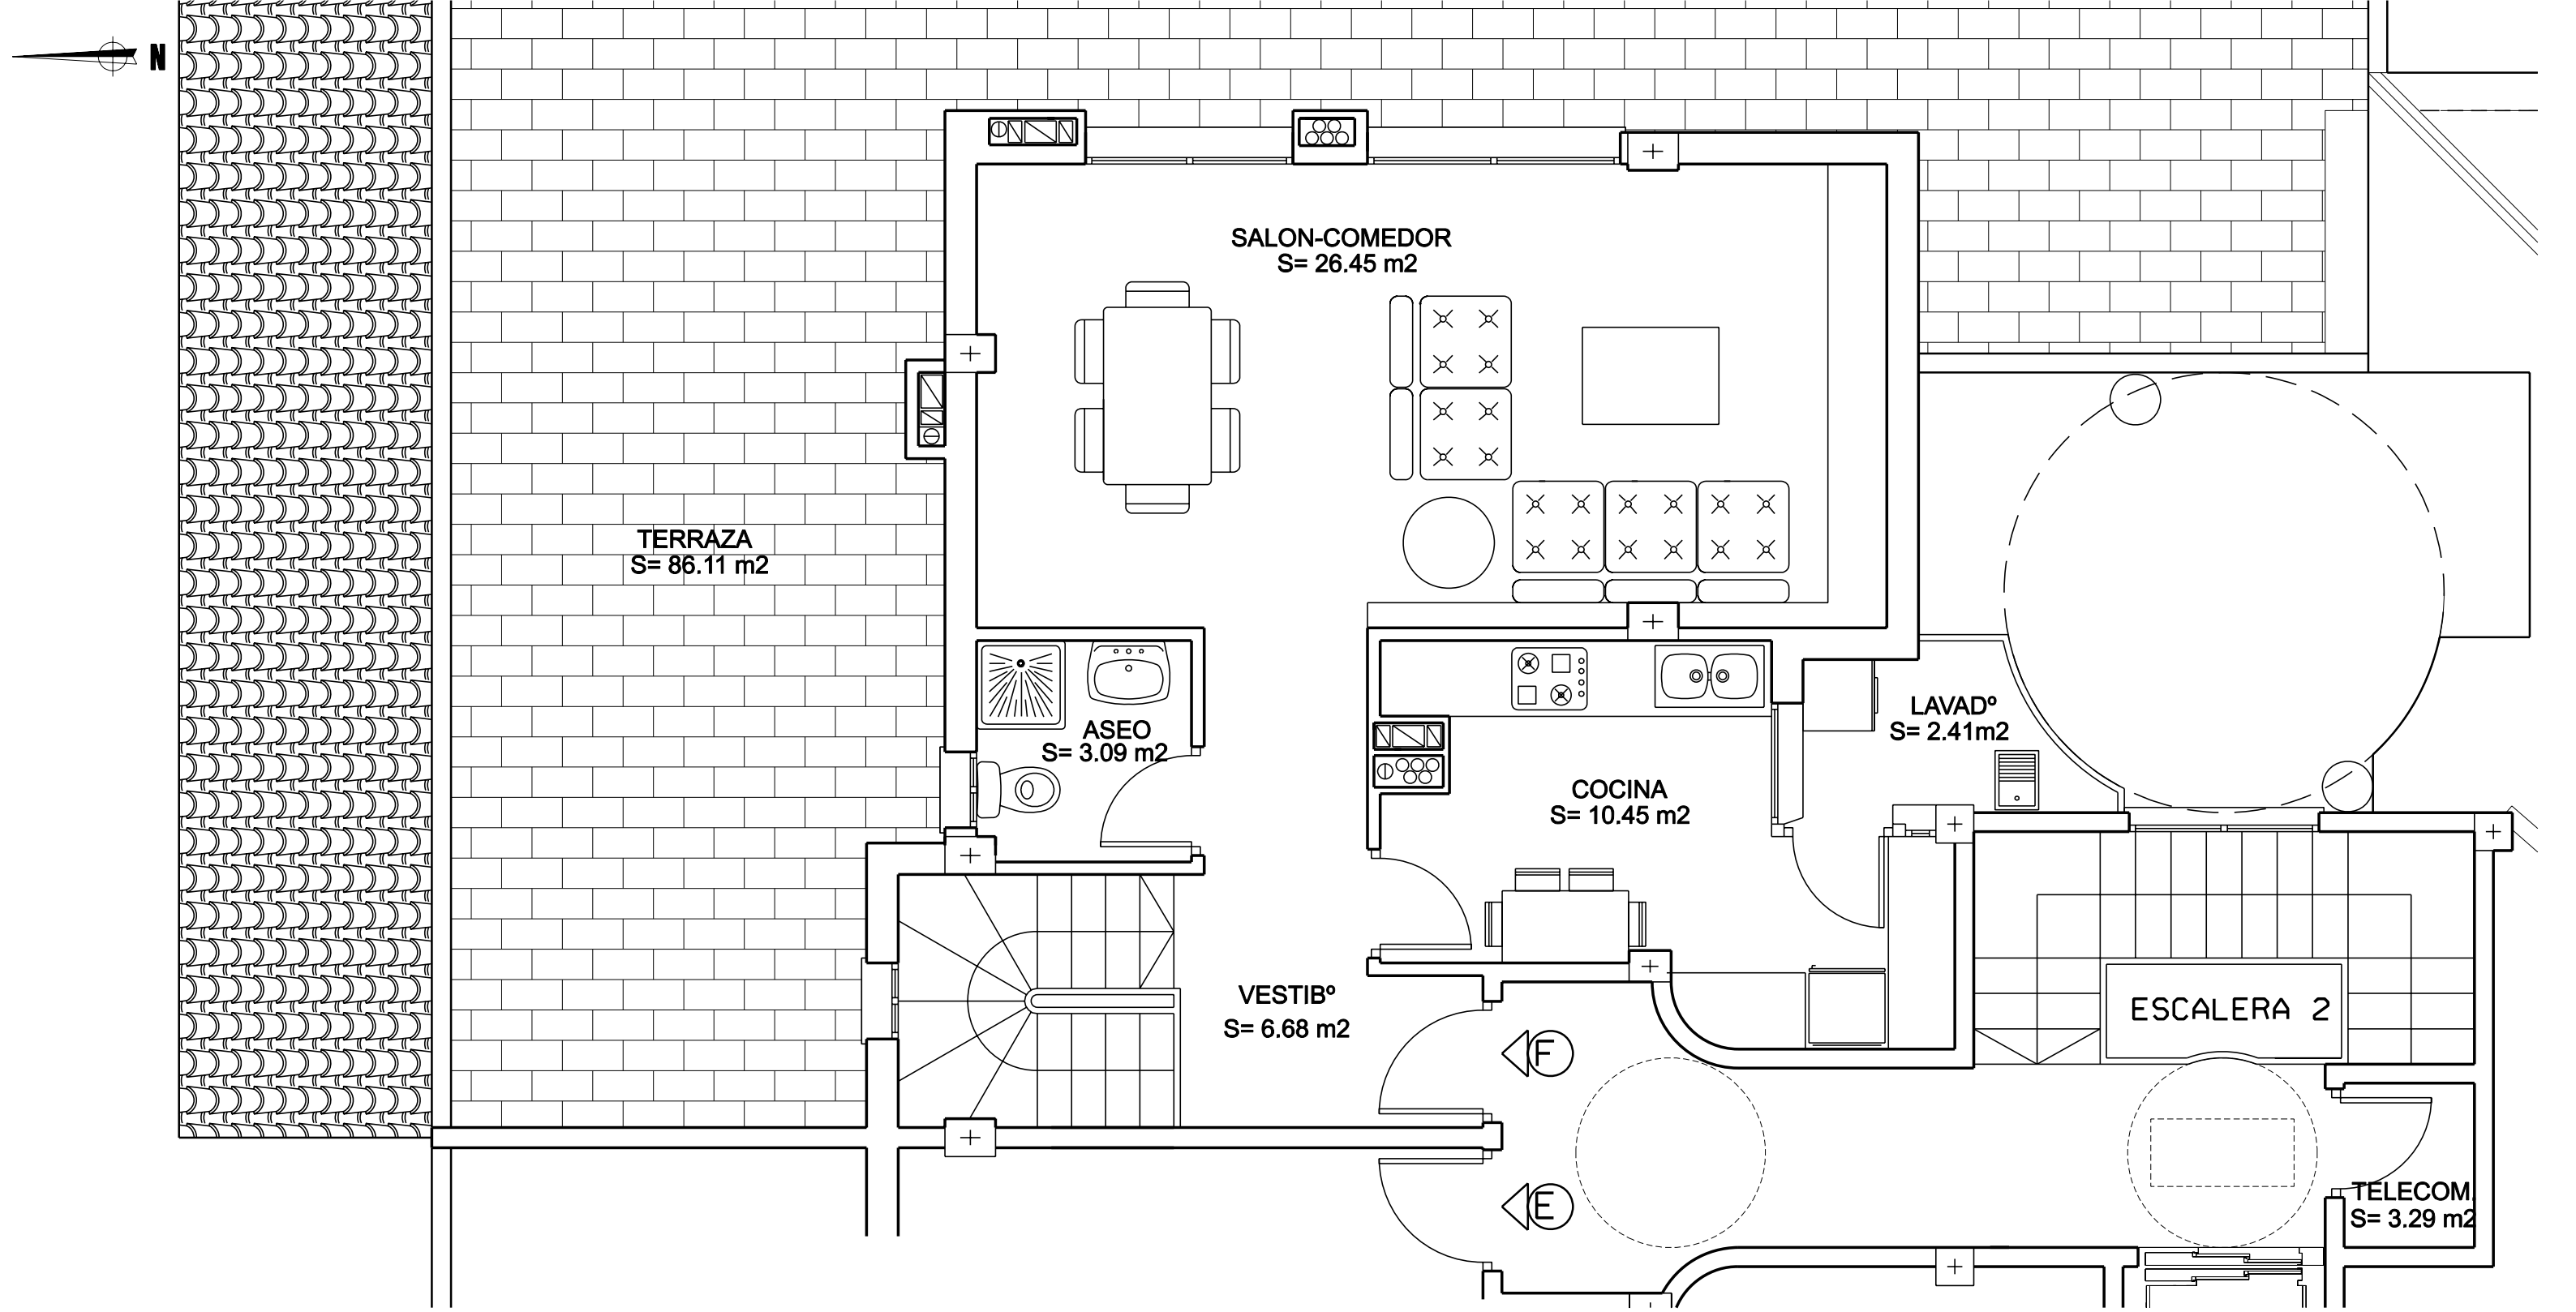 N
SALON-COMEDOR
S= 26.45 m2
TERRAZA
S= 86.11 m2
ASEO
S= 3.09 m2
LAVADº
S= 2.41m2
COCINA
S= 10.45 m2
VESTIBº
S= 6.68 m2
ESCALERA 2
F
E
TELECOM.
S= 3.29 m2